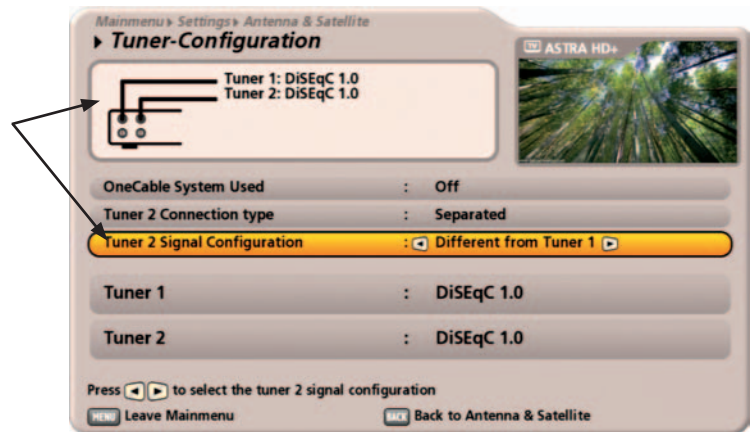 Mainmenu › Settings › Antenna & Satellite
Tuner-Configuration
TV ASTRA HD+
Tuner 1: DiSEqC 1.0
Tuner 2: DiSEqC 1.0
OneCable System Used : Off
Tuner 2 Connection type : Separated
Tuner 2 Signal Configuration : Different from Tuner 1
Tuner 1 : DiSEqC 1.0
Tuner 2 : DiSEqC 1.0
Press to select the tuner 2 signal configuration
MENU Leave Mainmenu BACK Back to Antenna & Satellite